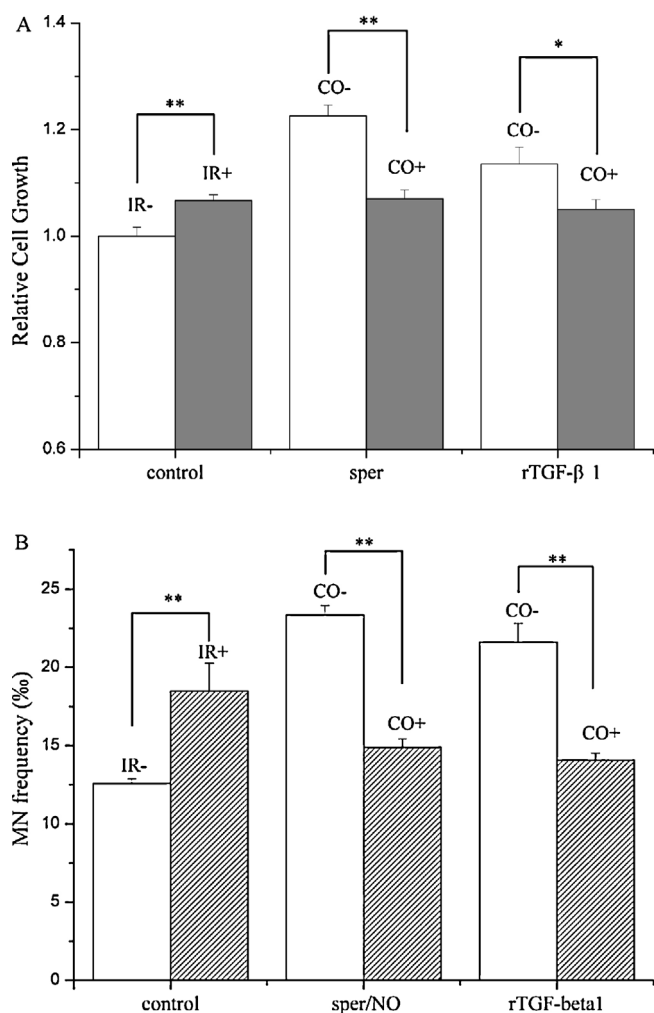 A
Relative Cell Growth
1.4
1.2
1.0
0.8
0.6
**
IR-
IR+
**
CO-
CO+
*
CO-
CO+
control
sper
rTGF-β 1
B
MN frequency (‰)
25
20
15
10
5
0
**
IR-
IR+
**
CO-
CO+
**
CO-
CO+
control
sper/NO
rTGF-beta1